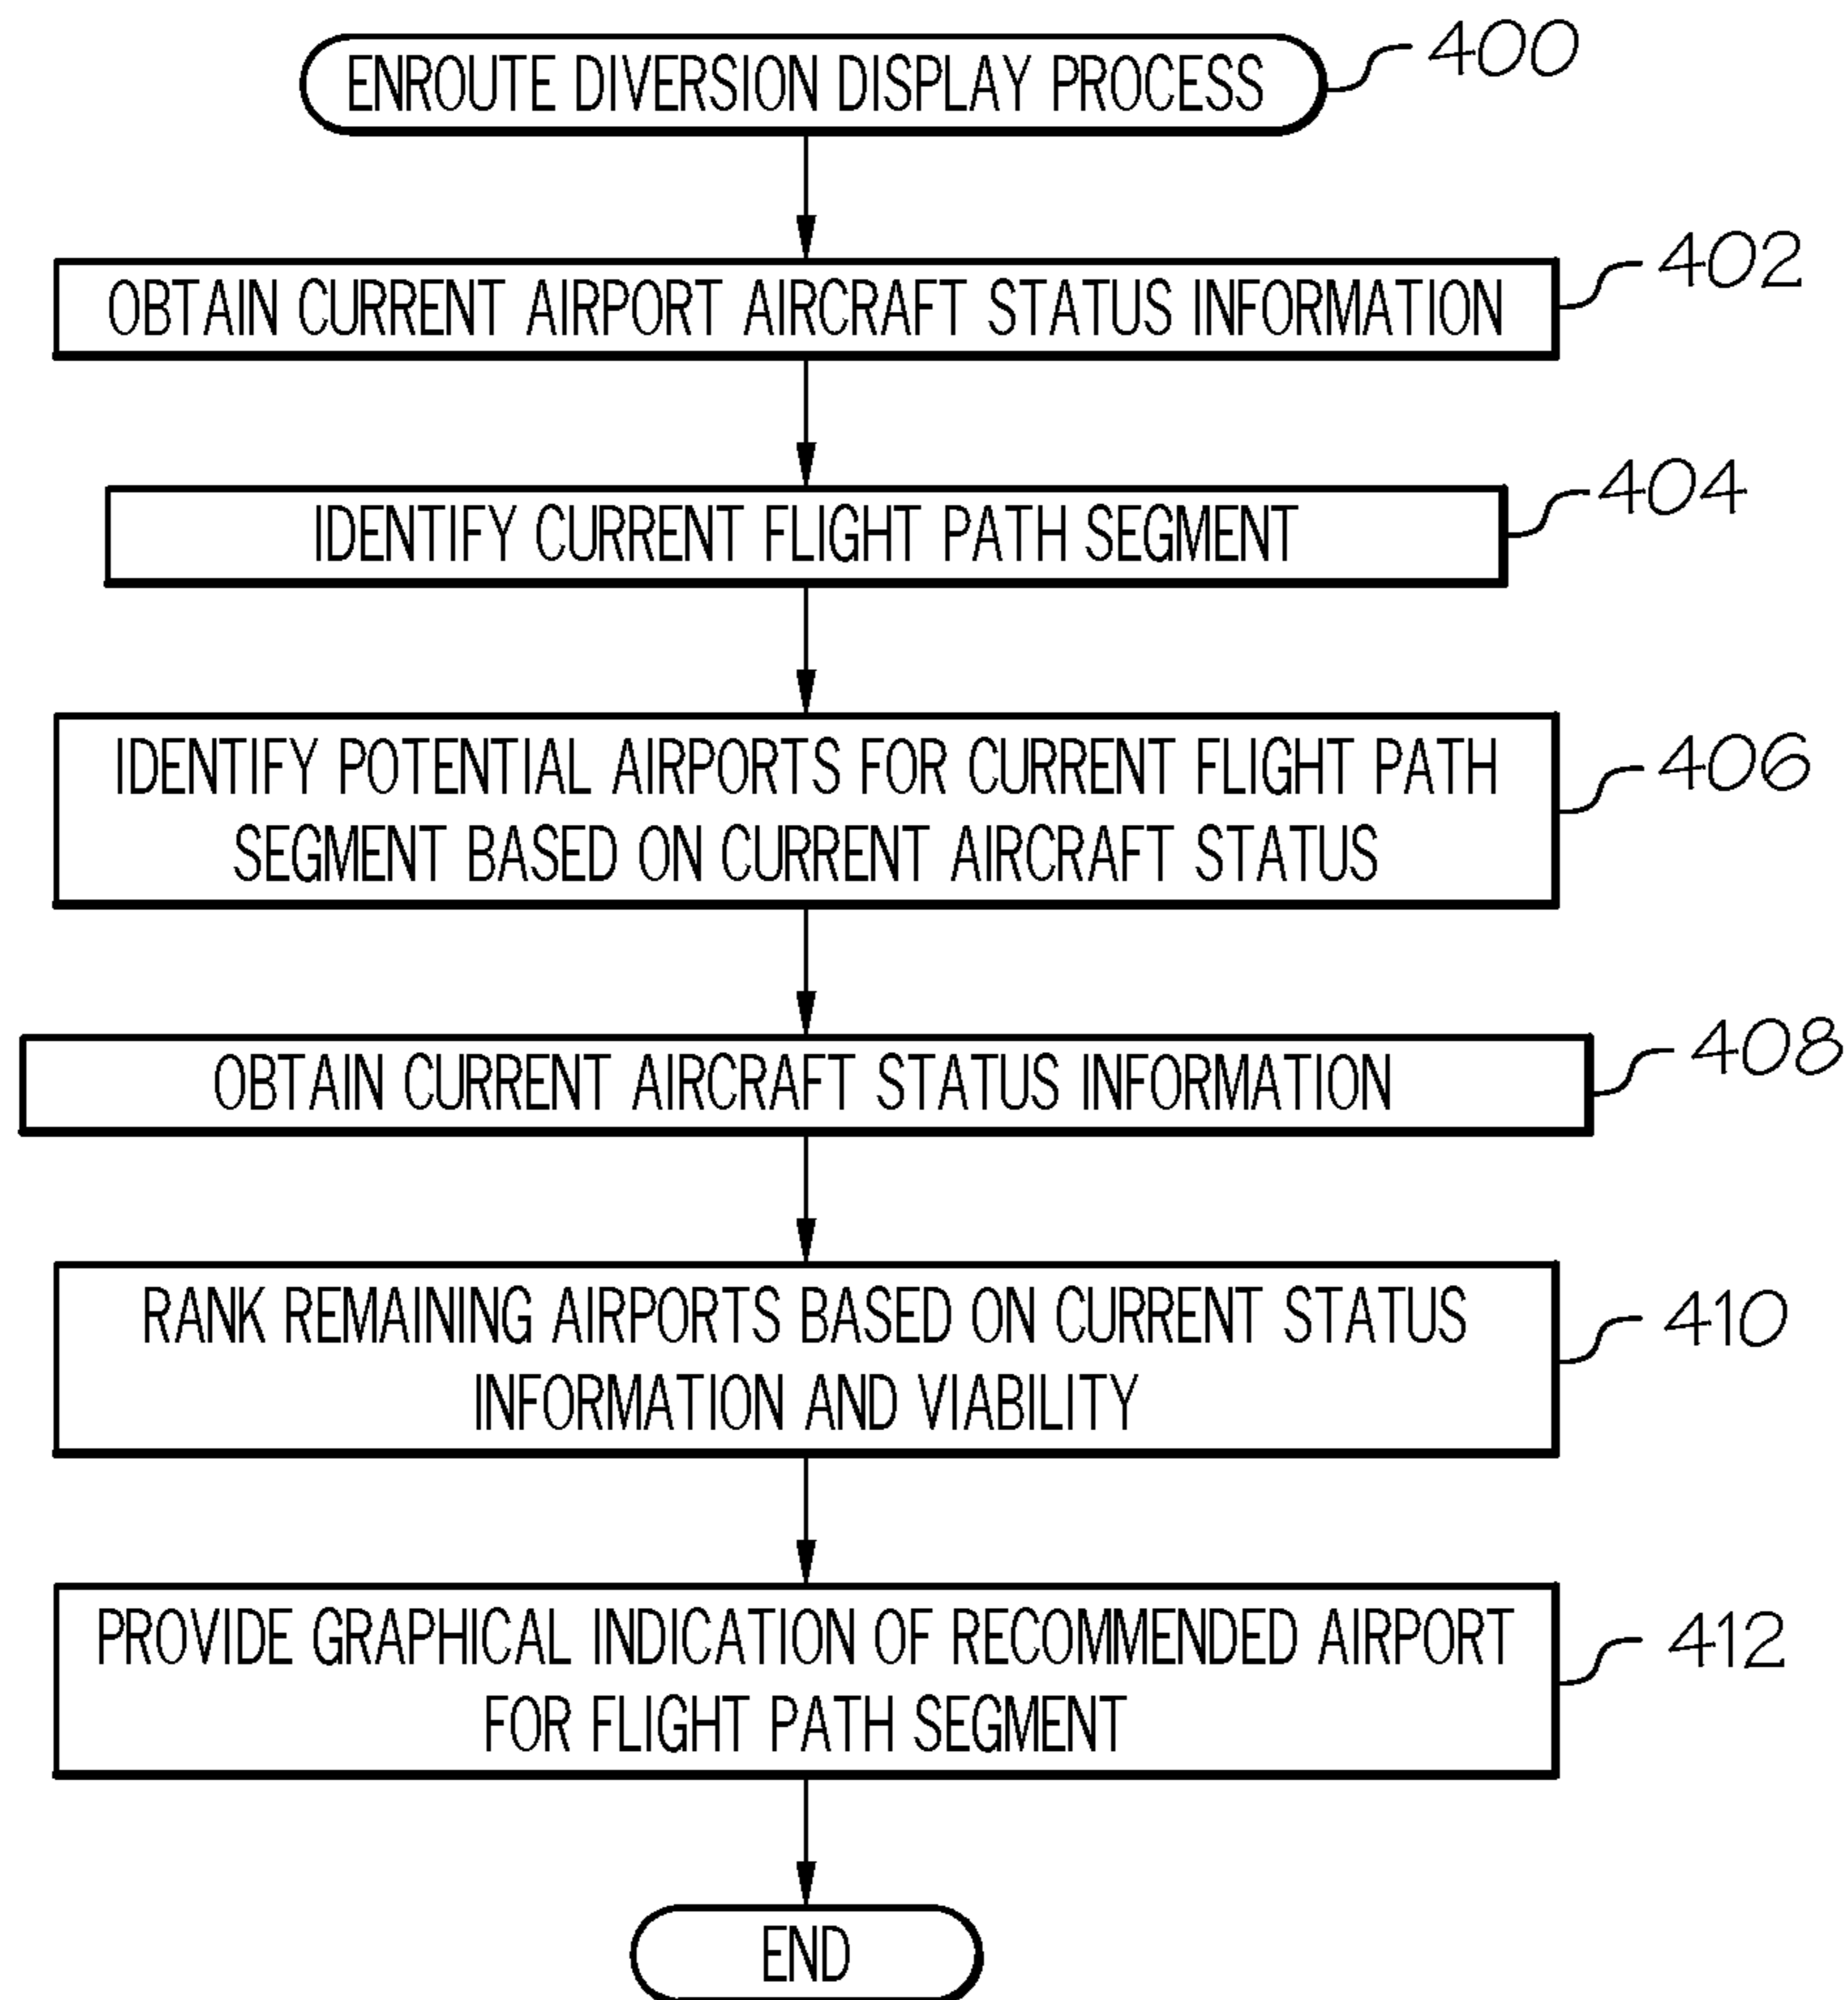 ENROUTE DIVERSION DISPLAY PROCESS
400
OBTAIN CURRENT AIRPORT AIRCRAFT STATUS INFORMATION
402
IDENTIFY CURRENT FLIGHT PATH SEGMENT
404
IDENTIFY POTENTIAL AIRPORTS FOR CURRENT FLIGHT PATH
SEGMENT BASED ON CURRENT AIRCRAFT STATUS
406
OBTAIN CURRENT AIRCRAFT STATUS INFORMATION
408
RANK REMAINING AIRPORTS BASED ON CURRENT STATUS
INFORMATION AND VIABILITY
410
PROVIDE GRAPHICAL INDICATION OF RECOMMENDED AIRPORT
FOR FLIGHT PATH SEGMENT
412
END